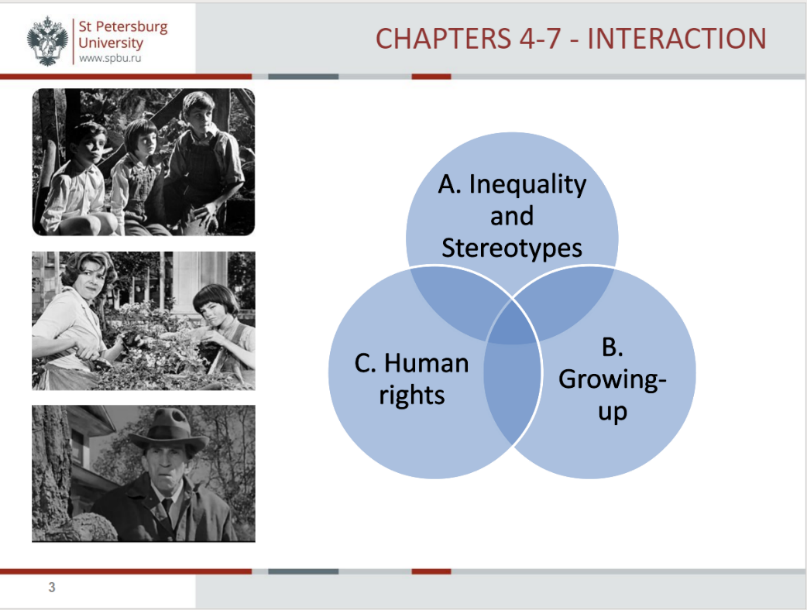 St Petersburg
University
www.spbu.ru
CHAPTERS 4-7 - INTERACTION
A. Inequality
and
Stereotypes
C. Human
rights
B.
Growing-
up
3